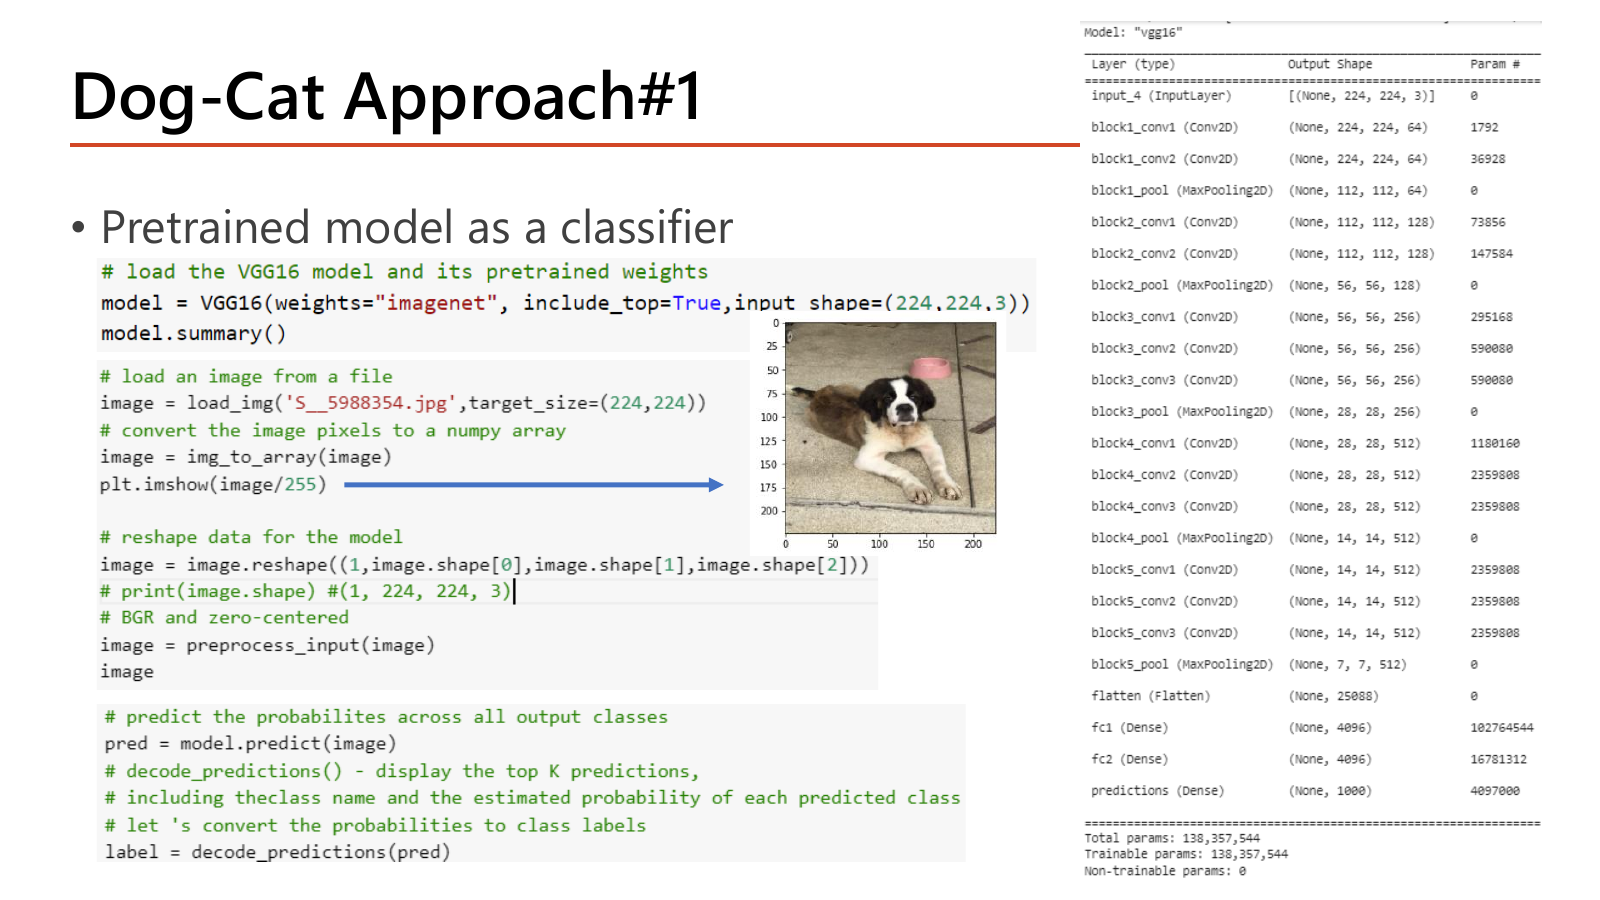 Dog-Cat Approach#1
• Pretrained model as a classifier
# load the VGG16 model and its pretrained weights
model = VGG16(weights="imagenet", include_top=True,input_shape=(224,224,3))
model.summary()
# load an image from a file
image = load_img('S__5988354.jpg',target_size=(224,224))
# convert the image pixels to a numpy array
image = img_to_array(image)
plt.imshow(image/255)
# reshape data for the model
image = image.reshape((1,image.shape[0],image.shape[1],image.shape[2]))
# print(image.shape) #(1, 224, 224, 3)
# BGR and zero-centered
image = preprocess_input(image)
image
0
25
50
75
100
125
150
175
200
0 50 100 150 200
# predict the probabilites across all output classes
pred = model.predict(image)
# decode_predictions() - display the top K predictions,
# including theclass name and the estimated probability of each predicted class
# let 's convert the probabilities to class labels
label = decode_predictions(pred)
Model: "vgg16"
Layer (type) Output Shape Param #
input_4 (InputLayer) [(None, 224, 224, 3)] 0
block1_conv1 (Conv2D) (None, 224, 224, 64) 1792
block1_conv2 (Conv2D) (None, 224, 224, 64) 36928
block1_pool (MaxPooling2D) (None, 112, 112, 64) 0
block2_conv1 (Conv2D) (None, 112, 112, 128) 73856
block2_conv2 (Conv2D) (None, 112, 112, 128) 147584
block2_pool (MaxPooling2D) (None, 56, 56, 128) 0
block3_conv1 (Conv2D) (None, 56, 56, 256) 295168
block3_conv2 (Conv2D) (None, 56, 56, 256) 590080
block3_conv3 (Conv2D) (None, 56, 56, 256) 590080
block3_pool (MaxPooling2D) (None, 28, 28, 256) 0
block4_conv1 (Conv2D) (None, 28, 28, 512) 1180160
block4_conv2 (Conv2D) (None, 28, 28, 512) 2359808
block4_conv3 (Conv2D) (None, 28, 28, 512) 2359808
block4_pool (MaxPooling2D) (None, 14, 14, 512) 0
block5_conv1 (Conv2D) (None, 14, 14, 512) 2359808
block5_conv2 (Conv2D) (None, 14, 14, 512) 2359808
block5_conv3 (Conv2D) (None, 14, 14, 512) 2359808
block5_pool (MaxPooling2D) (None, 7, 7, 512) 0
flatten (Flatten) (None, 25088) 0
fc1 (Dense) (None, 4096) 102764544
fc2 (Dense) (None, 4096) 16781312
predictions (Dense) (None, 1000) 4097000
Total params: 138,357,544
Trainable params: 138,357,544
Non-trainable params: 0